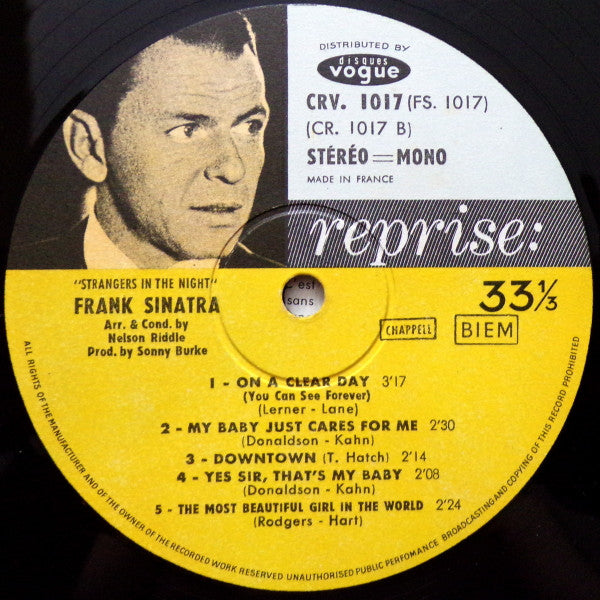 DISTRIBUTED BY
disques
vogue
CRV. 1017 (FS. 1017)
(CR. 1017 B)
STÉRÉO = MONO
MADE IN FRANCE
reprise:
"STRANGERS IN THE NIGHT"
FRANK SINATRA
Arr. & Cond. by
Nelson Riddle
Prod. by Sonny Burke
C'est
sans
33⅓
CHAPPELL
BIEM
1 - ON A CLEAR DAY 3'17
(You Can See Forever)
(Lerner - Lane)
2 - MY BABY JUST CARES FOR ME 2'30
(Donaldson - Kahn)
3 - DOWNTOWN (T. Hatch) 2'14
4 - YES SIR, THAT'S MY BABY 2'08
(Donaldson - Kahn)
5 - THE MOST BEAUTIFUL GIRL IN THE WORLD 2'24
(Rodgers - Hart)
ALL RIGHTS OF THE MANUFACTURER AND OF THE OWNER OF THE RECORDED WORK RESERVED UNAUTHORISED PUBLIC PERFOMANCE BROADCASTING AND COPYING OF THIS RECORD PROHIBITED